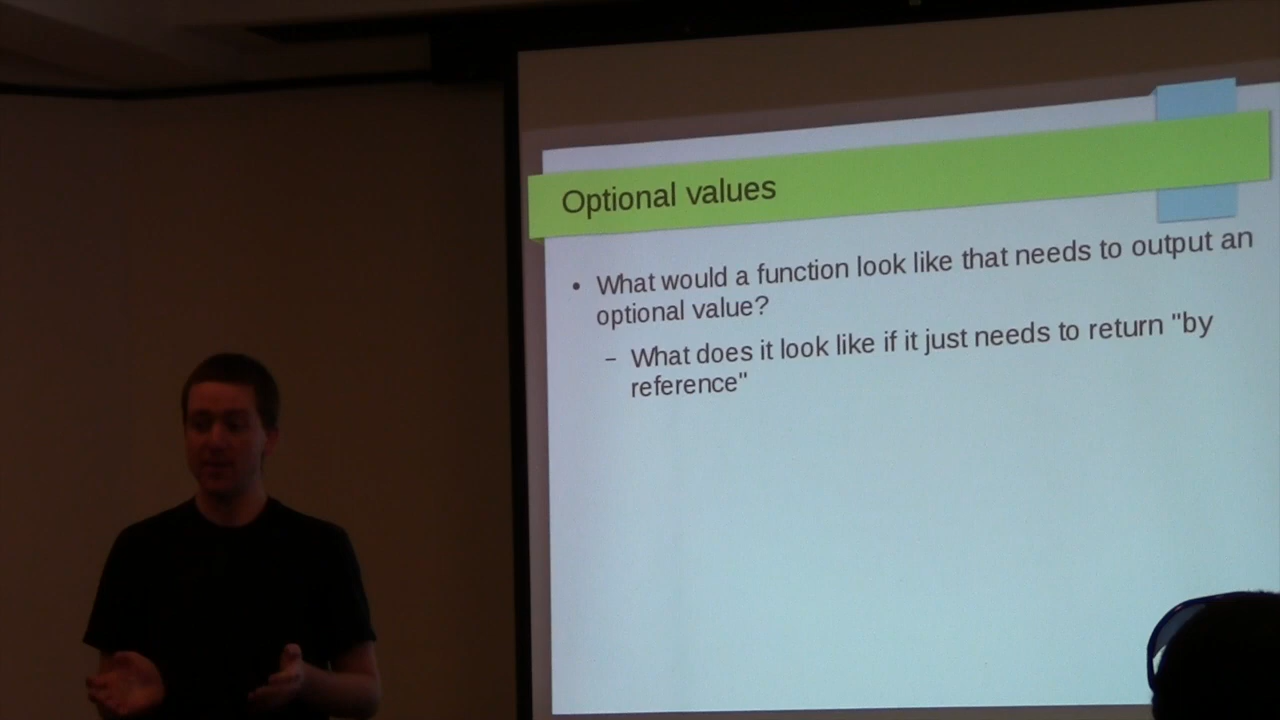 Optional values
• What would a function look like that needs to output an
optional value?
– What does it look like if it just needs to return "by
reference"